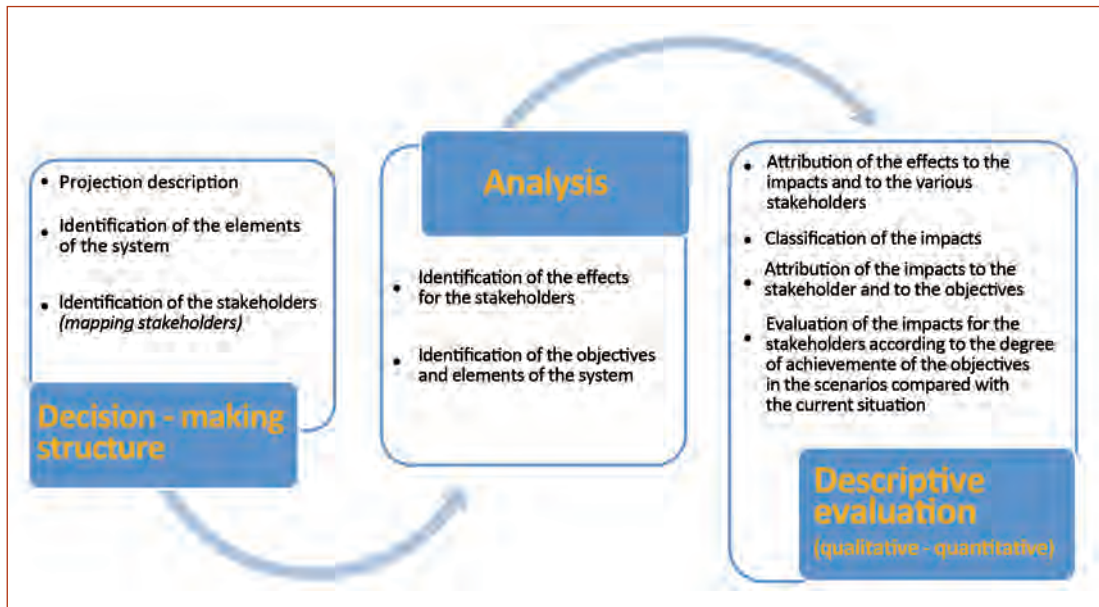 • Projection description
• Identification of the elements
of the system
• Identification of the stakeholders
(mapping stakeholders)
Decision - making
structure
Analysis
• Identification of the effects
for the stakeholders
• Identification of the objectives
and elements of the system
• Attribution of the effects to the
impacts and to the various
stakeholders
• Classification of the impacts
• Attribution of the impacts to the
stakeholder and to the objectives
• Evaluation of the impacts for the
stakeholders according to the degree
of achievemente of the objectives
in the scenarios compared with
the current situation
Descriptive
evaluation
(qualitative - quantitative)